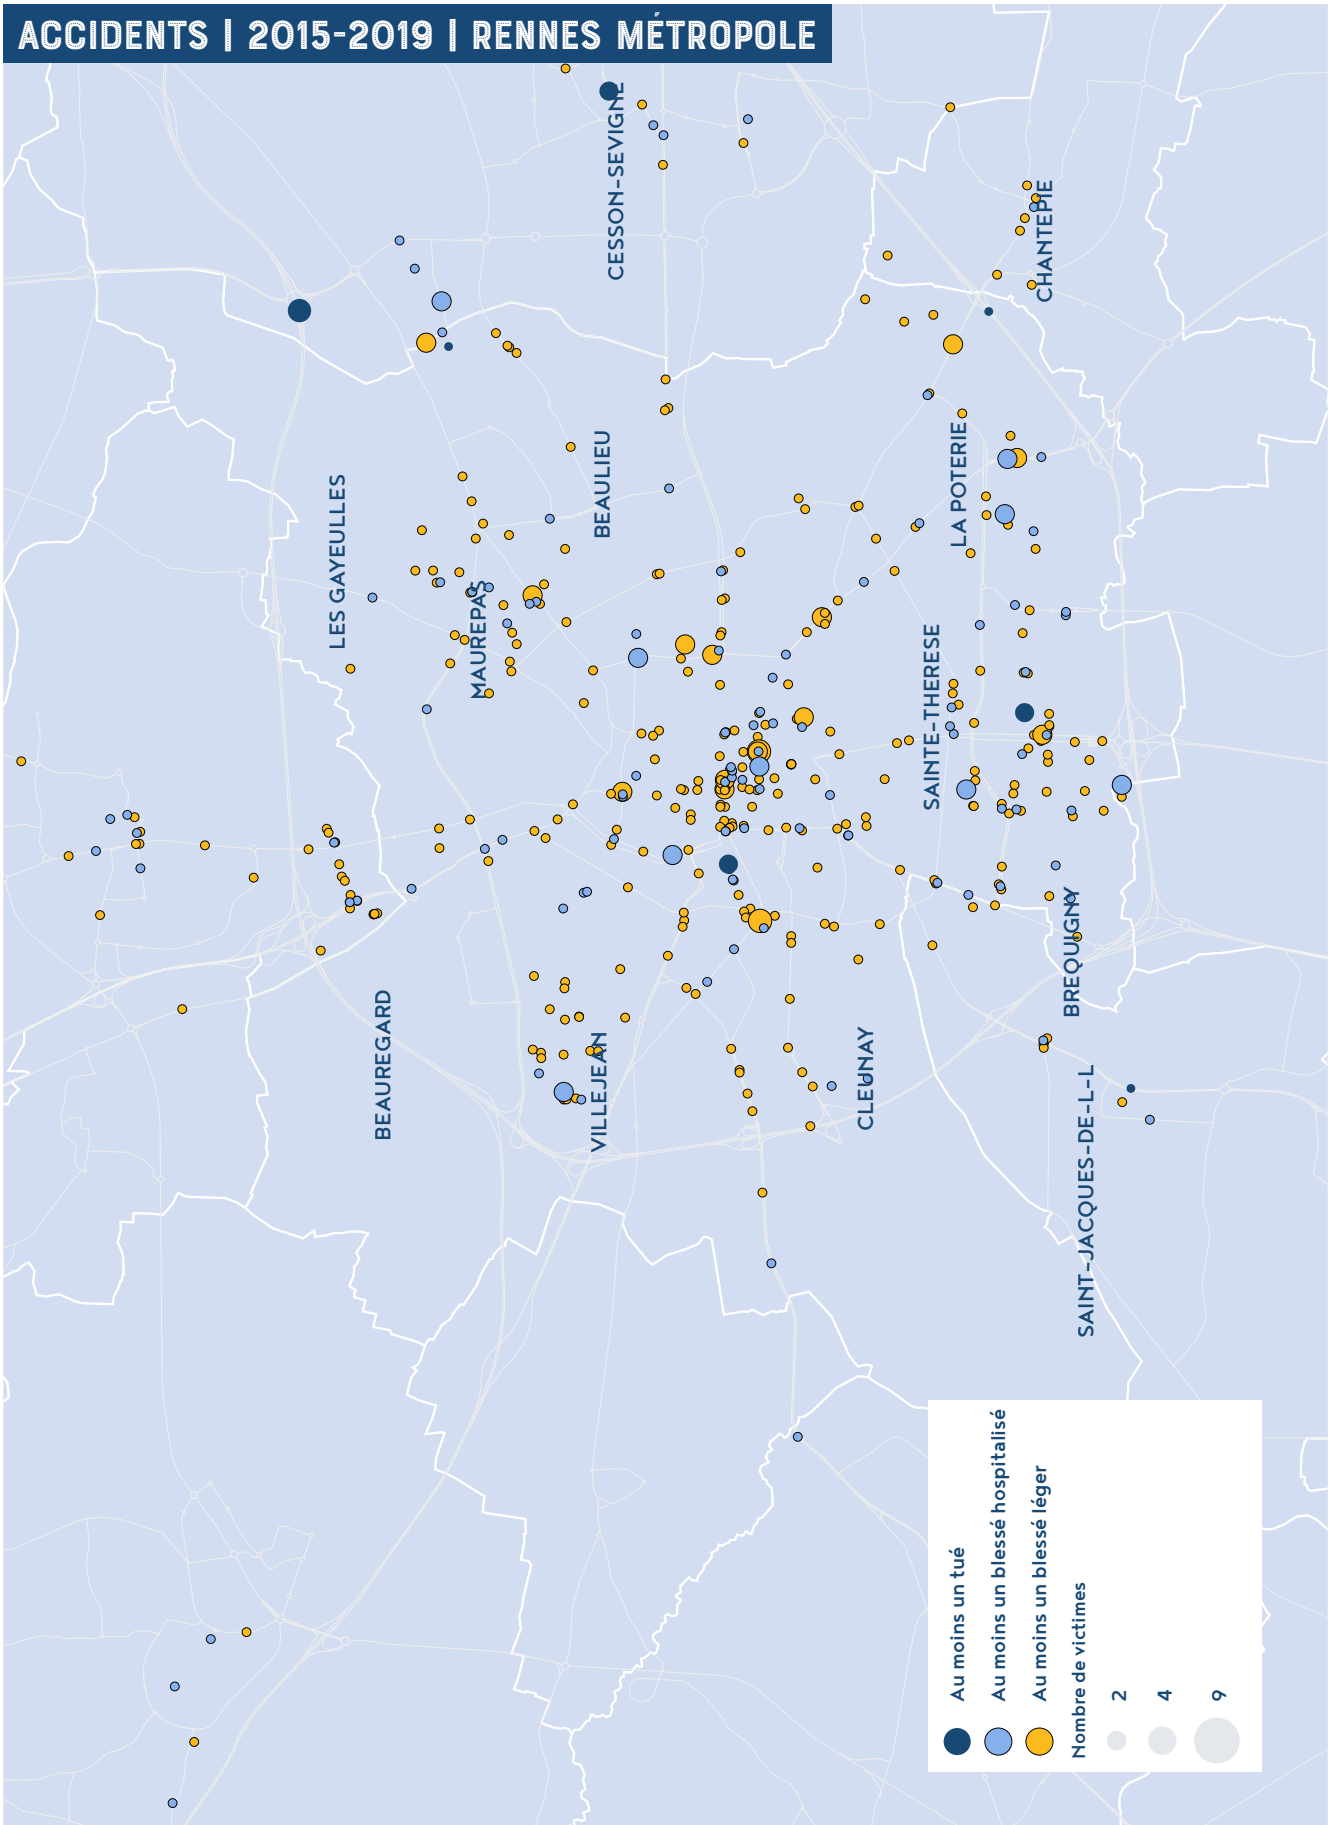 ACCIDENTS | 2015-2019 | RENNES MÉTROPOLE
CESSON-SEVIGNE
CHANTEPIE
LES GAYEULLES
BEAULIEU
LA POTERIE
MAUREPAS
SAINTE-THERESE
BREQUIGNY
BEAUREGARD
VILLEJEAN
CLEUNAY
SAINT-JACQUES-DE-L-L
Au moins un tué
Au moins un blessé hospitalisé
Au moins un blessé léger
Nombre de victimes
2
4
9